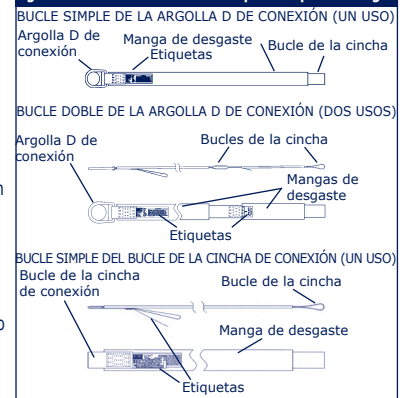 BUCLE SIMPLE DE LA ARGOLLA D DE CONEXIÓN (UN USO)
Argolla D de
conexión
Manga de desgaste
Etiquetas
Bucle de la cincha
BUCLE DOBLE DE LA ARGOLLA D DE CONEXIÓN (DOS USOS)
Argolla D de
conexión
Bucles de la cincha
Mangas de
desgaste
Etiquetas
BUCLE SIMPLE DEL BUCLE DE LA CINCHA DE CONEXIÓN (UN USO)
Bucle de la cincha
de conexión
Bucle de la cincha
Manga de desgaste
Etiquetas